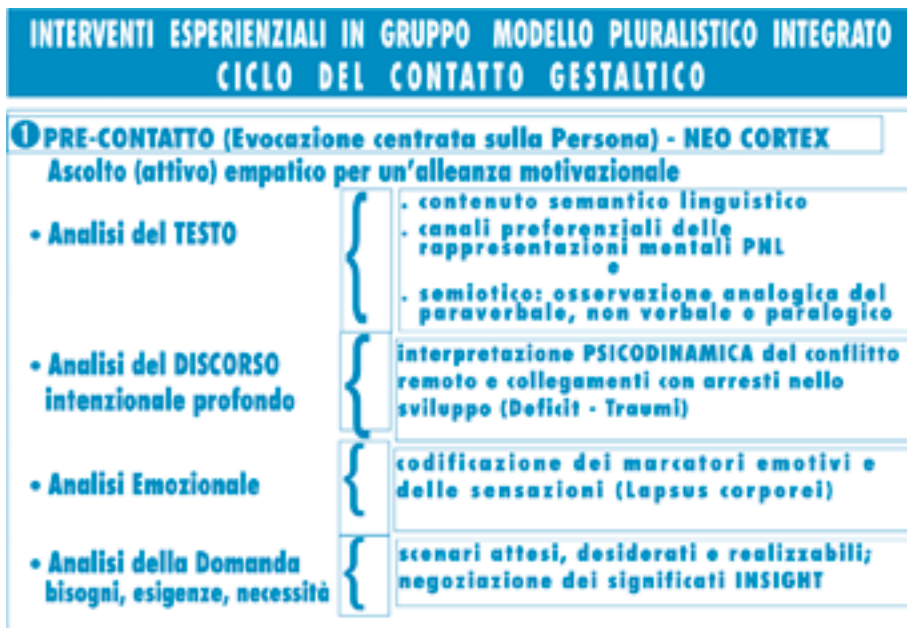 INTERVENTI ESPERIENZIALI IN GRUPPO MODELLO PLURALISTICO INTEGRATO
CICLO DEL CONTATTO GESTALTICO
❶ PRE-CONTATTO (Evocazione centrata sulla Persona) - NEO CORTEX
Ascolto (attivo) empatico per un'alleanza motivazionale
• Analisi del TESTO
. contenuto semantico linguistico
. canali preferenziali delle
rappresentazioni mentali PNL
e
. semiotico: osservazione analogica del
paraverbale, non verbale e paralogico
• Analisi del DISCORSO
intenzionale profondo
interpretazione PSICODINAMICA del conflitto
remoto e collegamenti con arresti nello
sviluppo (Deficit - Traumi)
• Analisi Emozionale
codificazione dei marcatori emotivi e
delle sensazioni (Lapsus corporei)
• Analisi della Domanda
bisogni, esigenze, necessità
scenari attesi, desiderati e realizzabili;
negoziazione dei significati INSIGHT